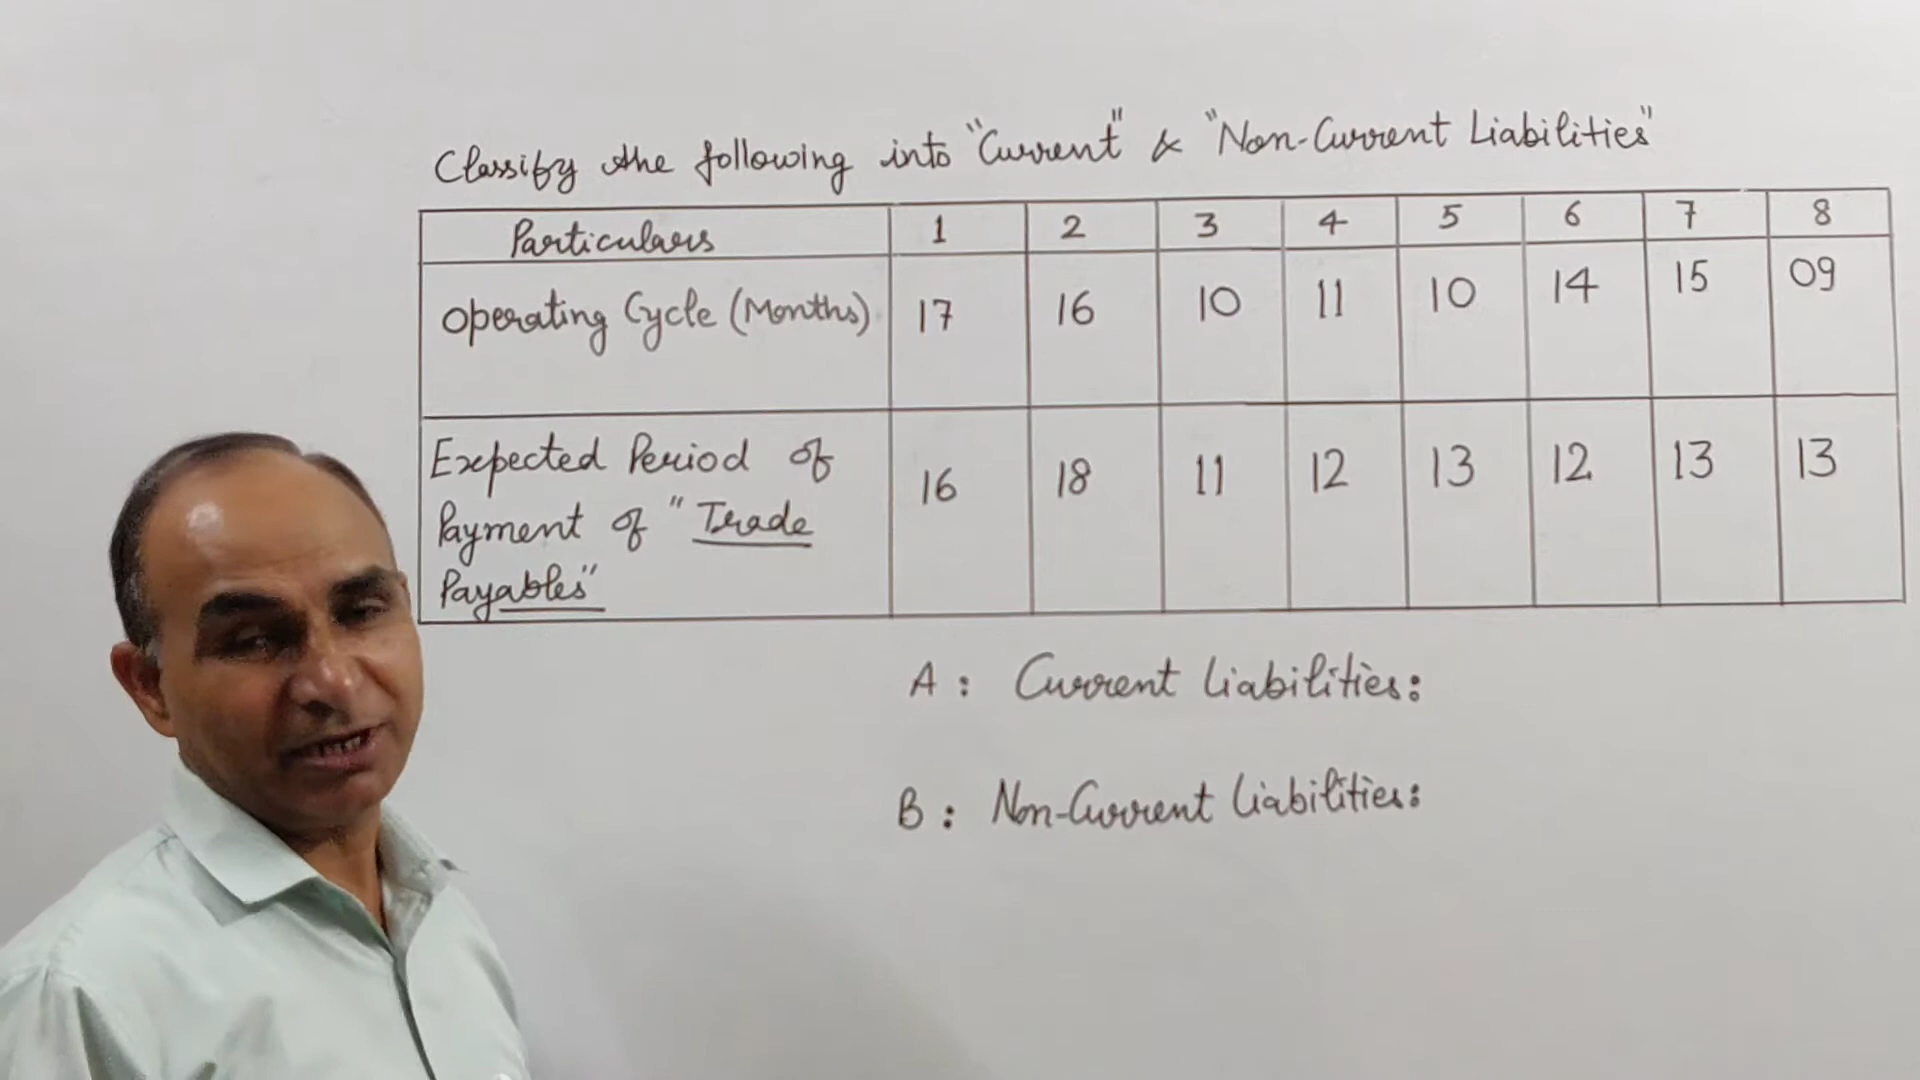 Classify the following into "Current" & "Non-Current Liabilities"
Particulars 1 2 3 4 5 6 7 8
Operating Cycle (Months) 17 16 10 11 10 14 15 09
Expected Period of
Payment of "Trade 16 18 11 12 13 12 13 13
Payables"
A: Current Liabilities:
B: Non-Current Liabilities: